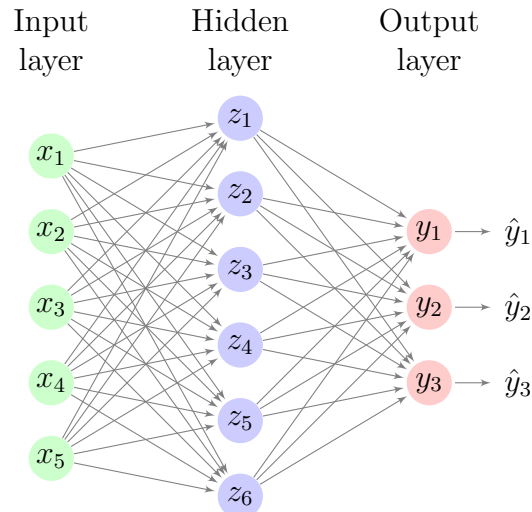 Input Hidden Output
layer layer layer
z₁
x₁
z₂
x₂ y₁ ŷ₁
z₃
x₃ y₂ ŷ₂
z₄
x₄ y₃ ŷ₃
z₅
x₅
z₆